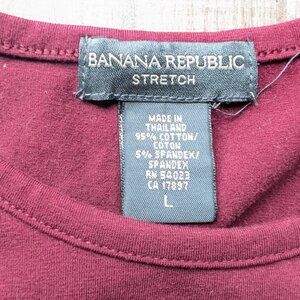 BANANA REPUBLIC
STRETCH
MADE IN
THAILAND
95% COTTON/
COTON
5% SPANDEX/
SPANDEX
RN 54023
CA 17897
L